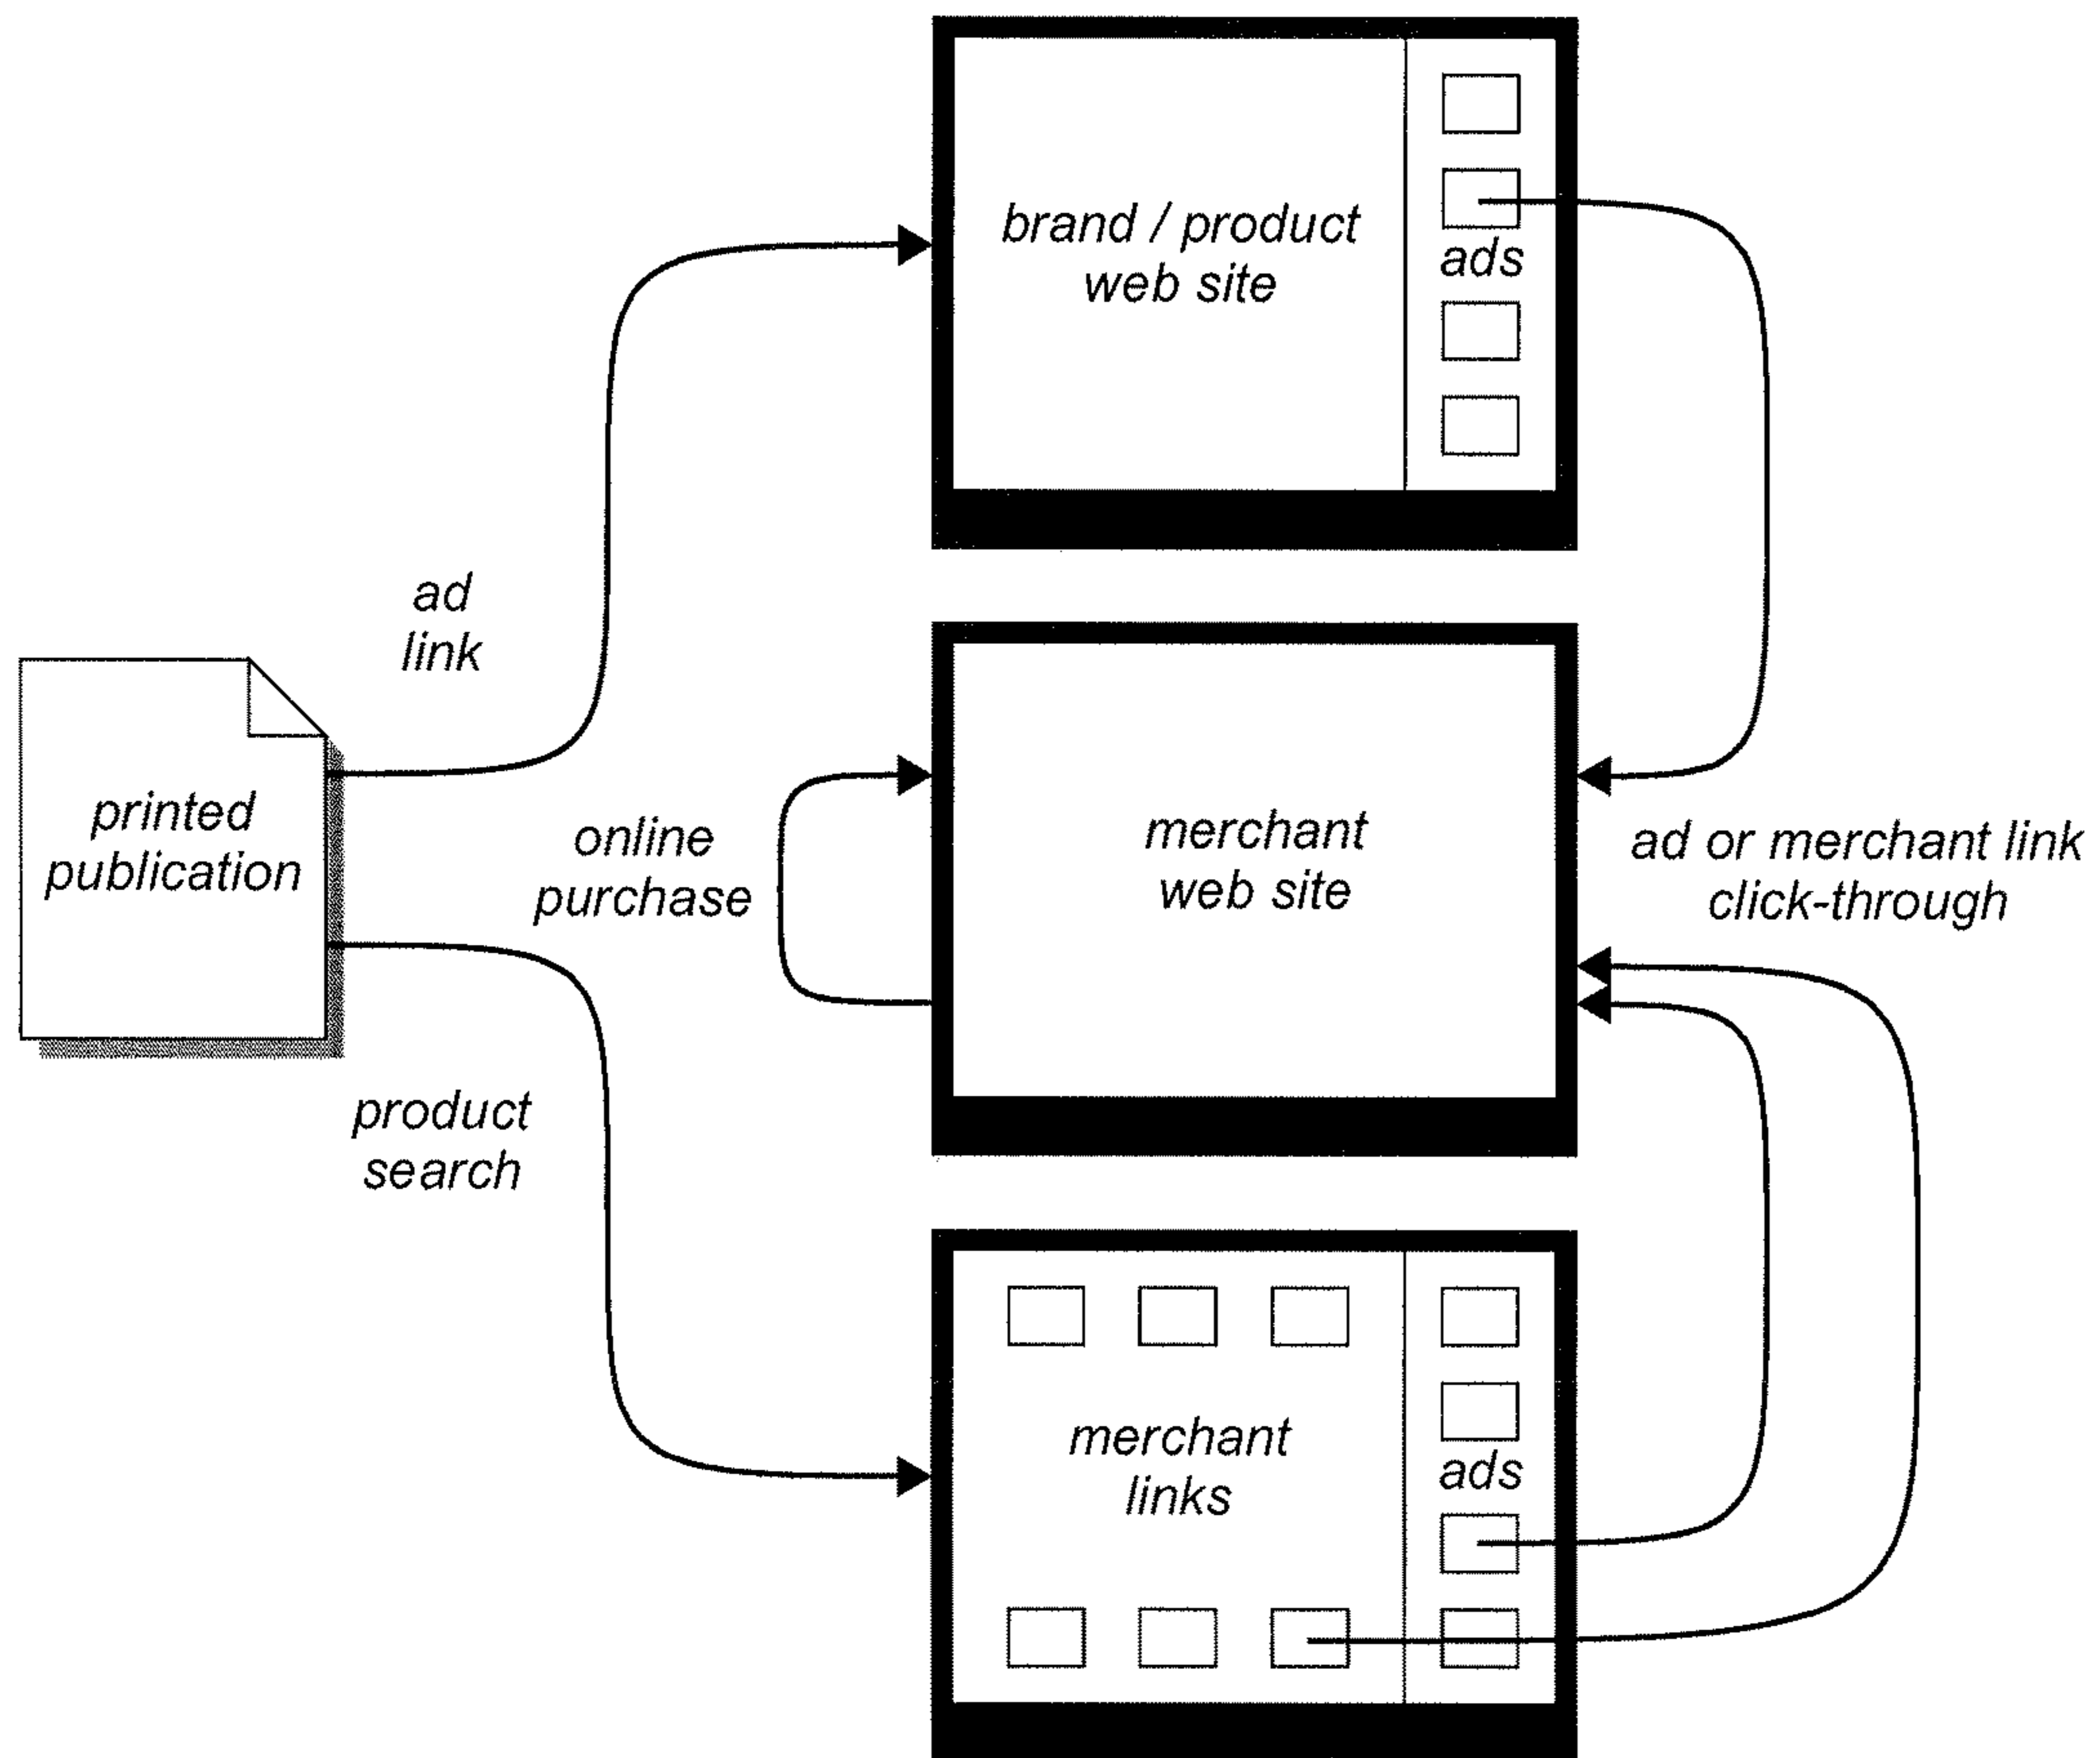 brand / product
web site
ads
ad
link
printed
publication
online
purchase
merchant
web site
ad or merchant link
click-through
product
search
merchant
links
ads